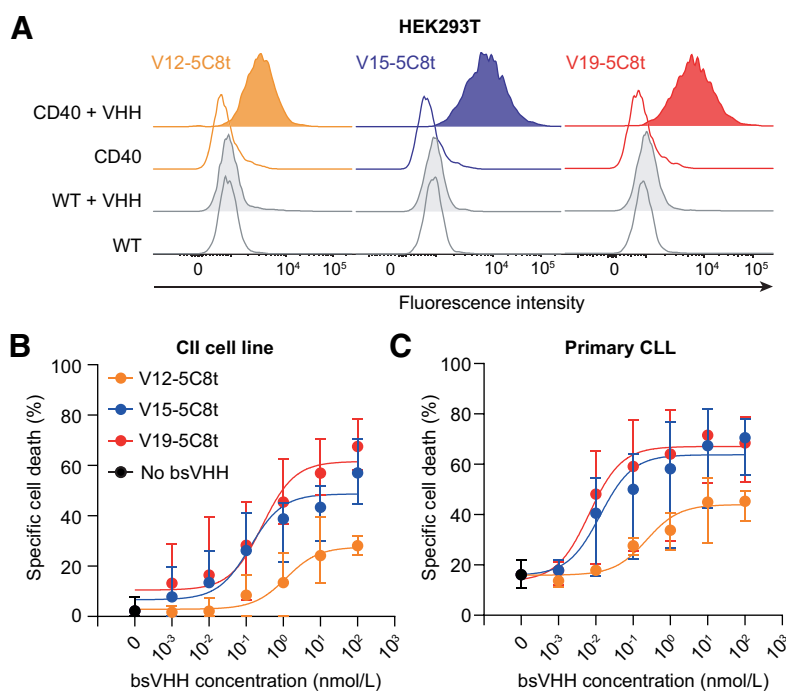 A
HEK293T
V12-5C8t V15-5C8t V19-5C8t
CD40 + VHH
CD40
WT + VHH
WT
0 10⁴ 10⁵ 0 10⁴ 10⁵ 0 10⁴ 10⁵
Fluorescence intensity
B
CII cell line
Specific cell death (%)
100
80
60
40
20
0
V12-5C8t
V15-5C8t
V19-5C8t
No bsVHH
0 10⁻³ 10⁻² 10⁻¹ 10⁰ 10¹ 10² 10³
bsVHH concentration (nmol/L)
C
Primary CLL
Specific cell death (%)
100
80
60
40
20
0
0 10⁻³ 10⁻² 10⁻¹ 10⁰ 10¹ 10² 10³
bsVHH concentration (nmol/L)